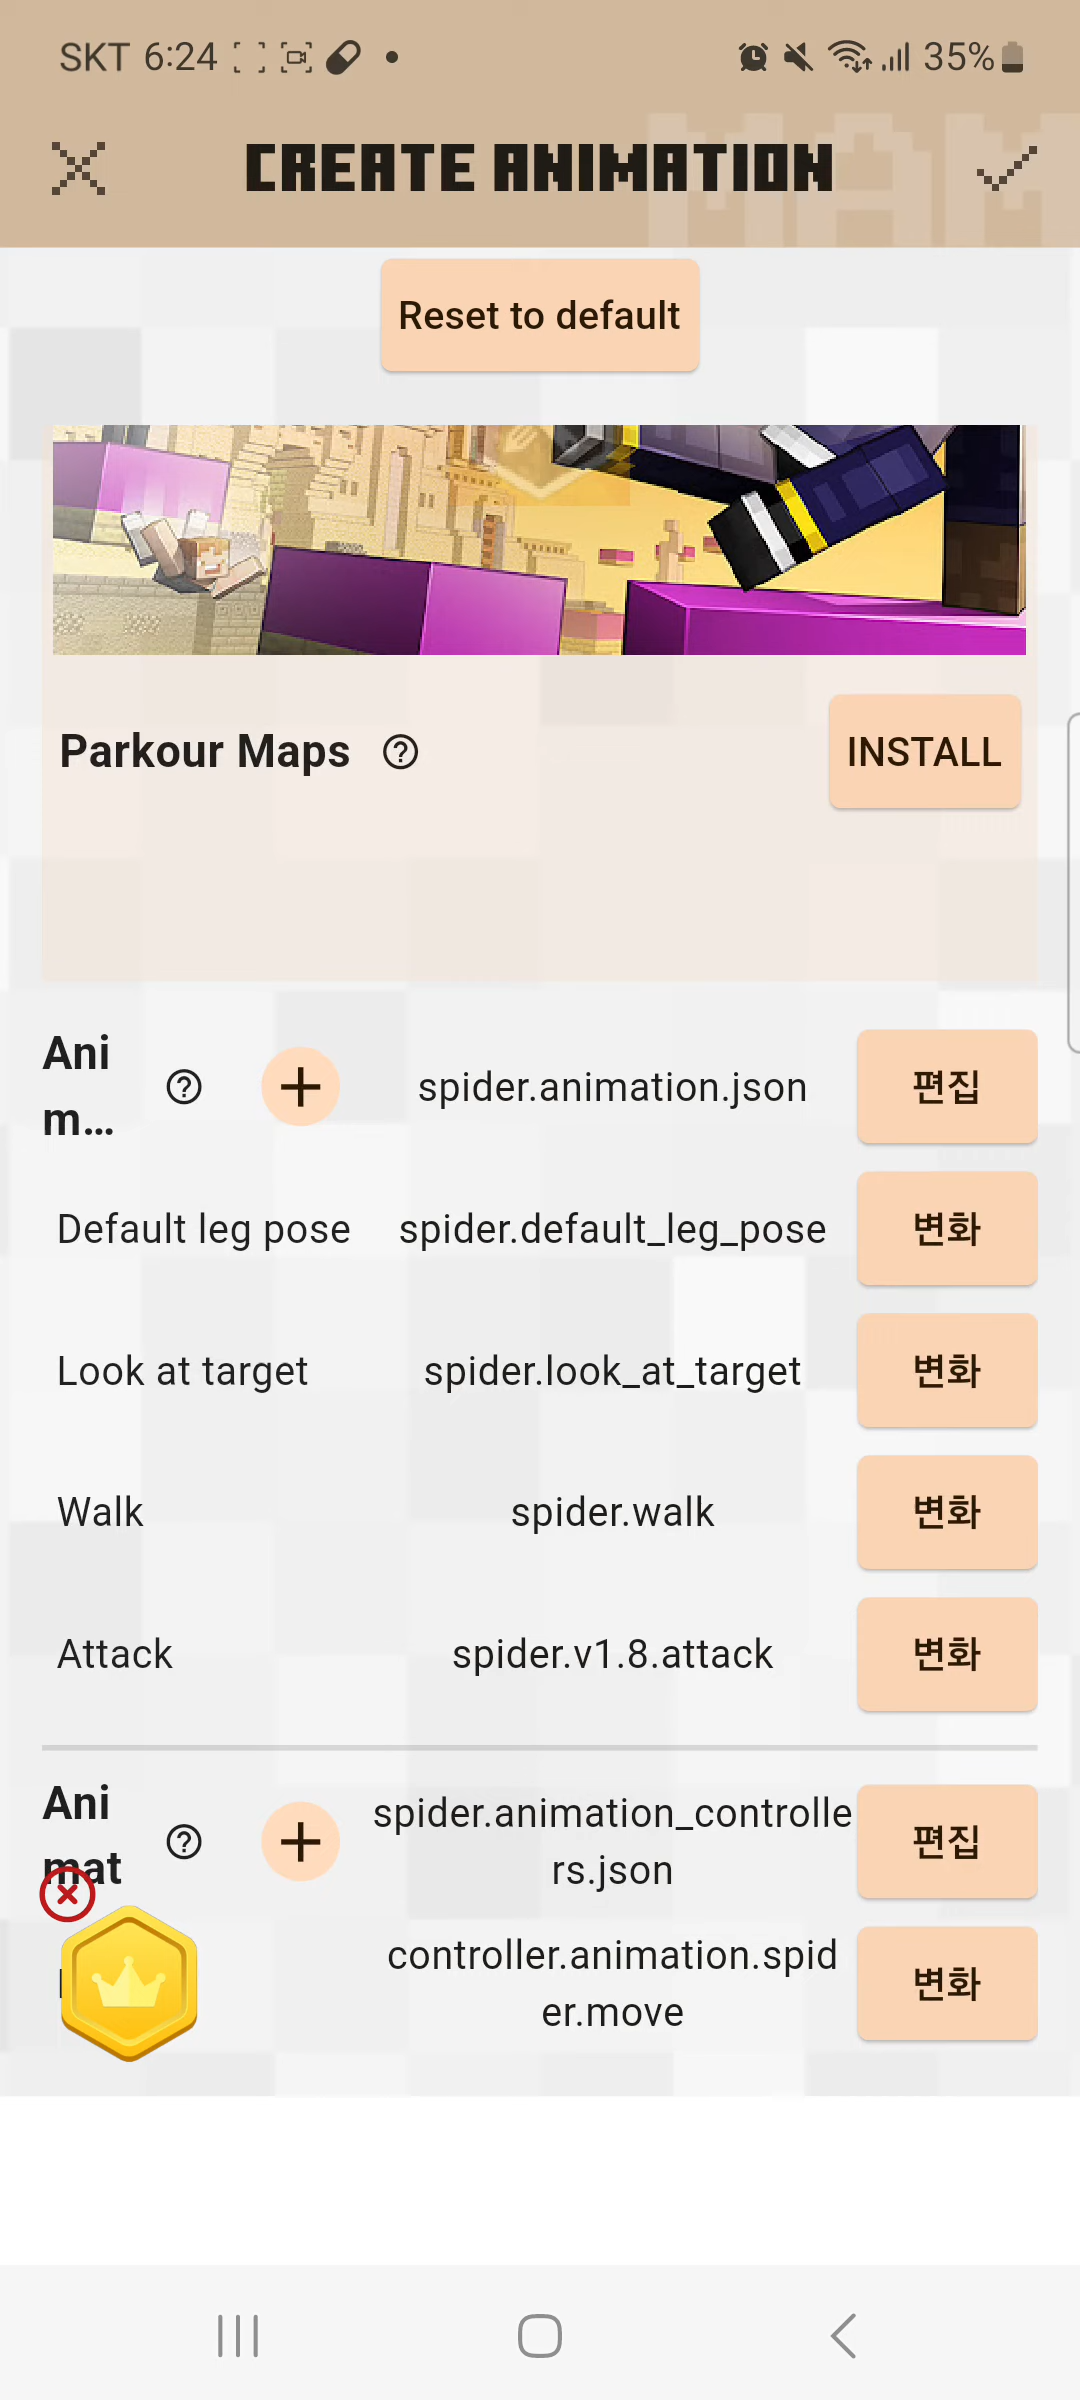 SKT 6:24
35%
CREATE ANIMATION
Reset to default
Parkour Maps
INSTALL
Ani
m...
spider.animation.json
편집
Default leg pose
spider.default_leg_pose
변화
Look at target
spider.look_at_target
변화
Walk
spider.walk
변화
Attack
spider.v1.8.attack
변화
Ani
mat
spider.animation_controlle
rs.json
편집
controller.animation.spid
er.move
변화